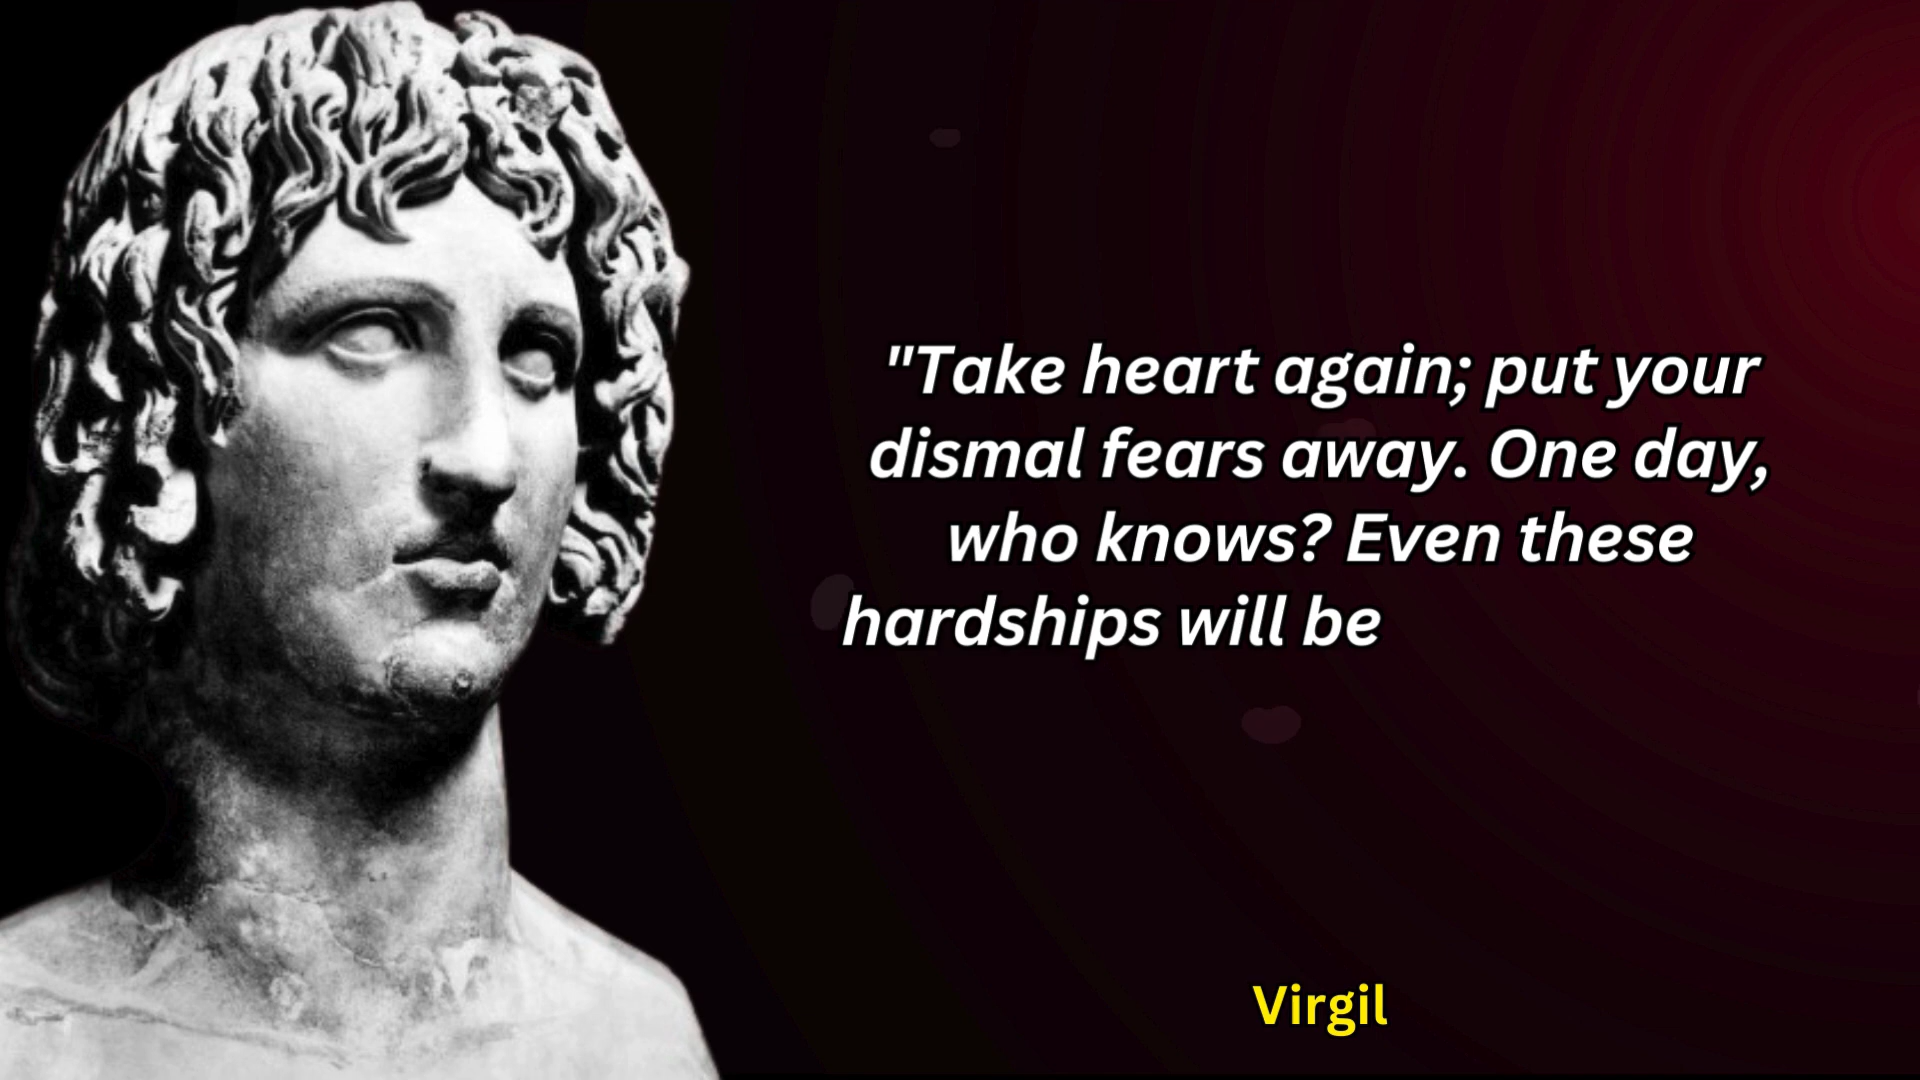 "Take heart again; put your
dismal fears away. One day,
who knows? Even these
hardships will be
Virgil